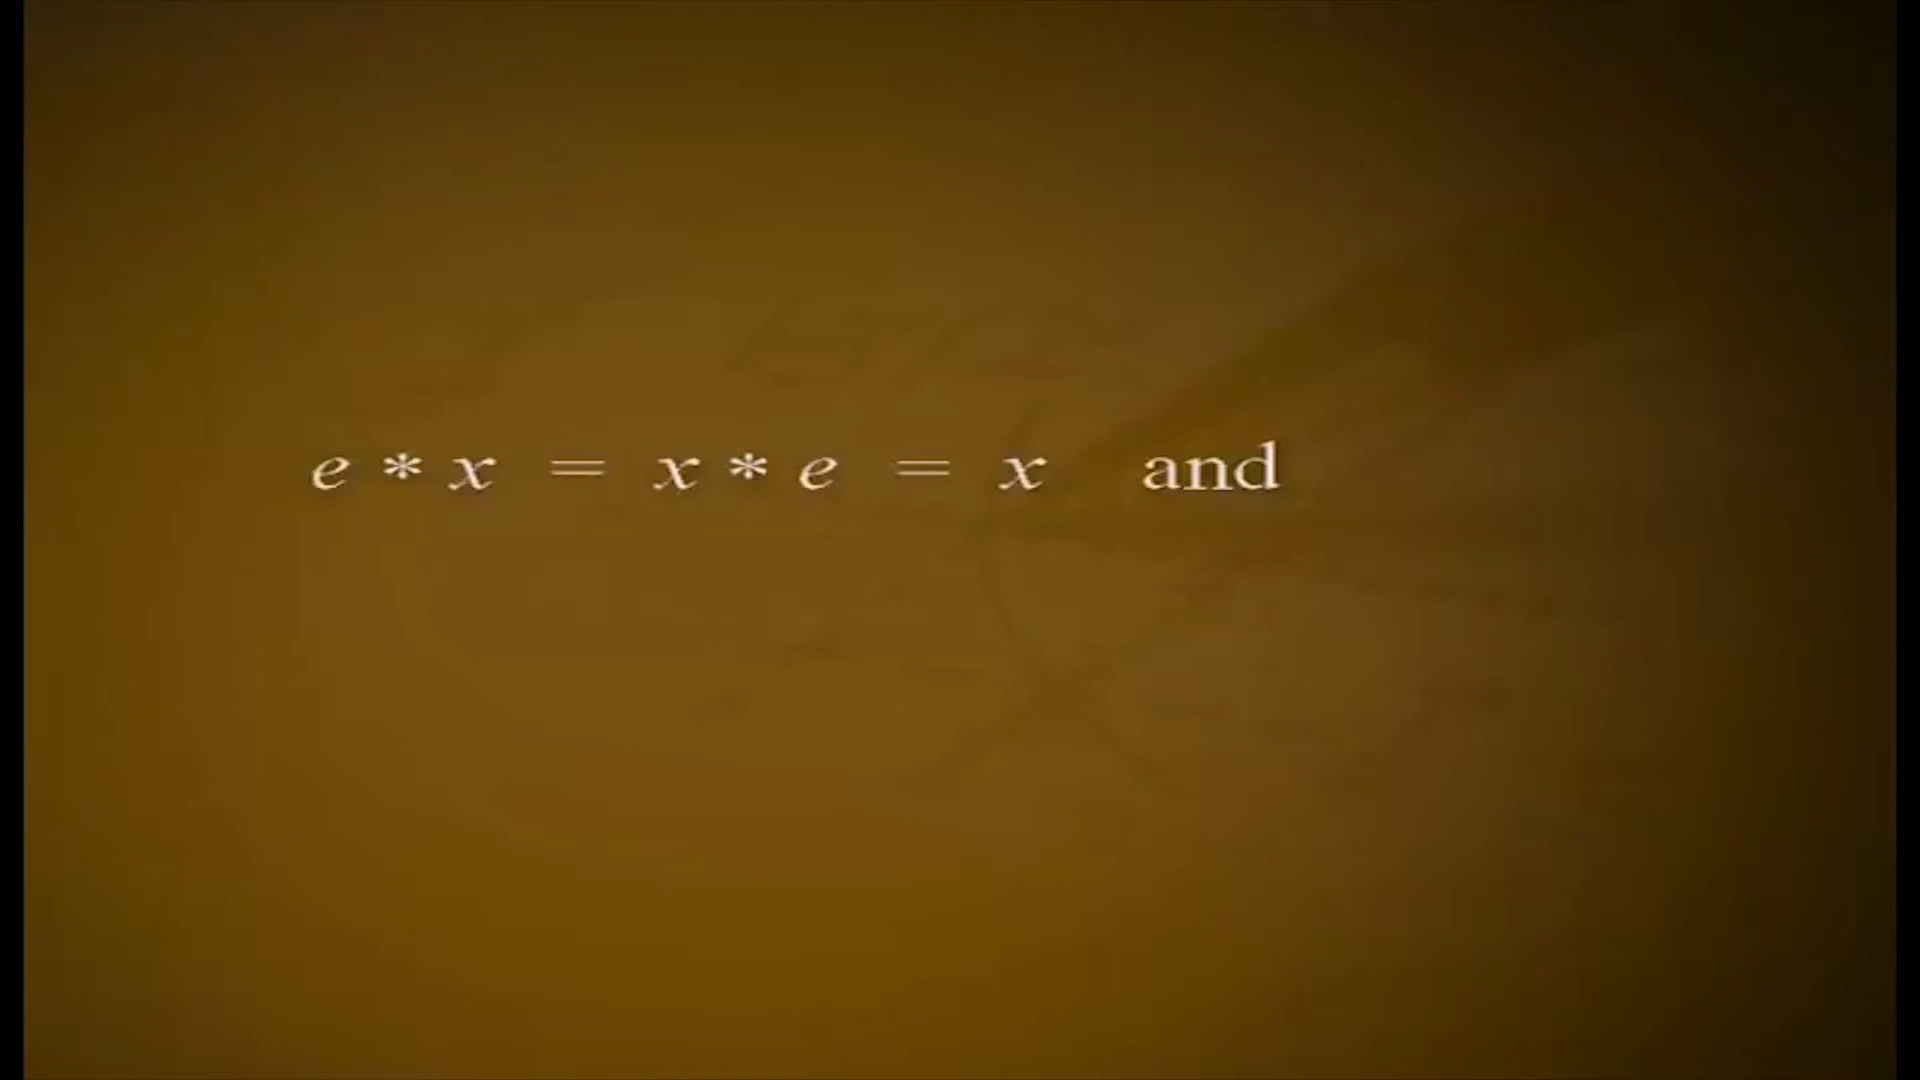 e * x = x * e = x and